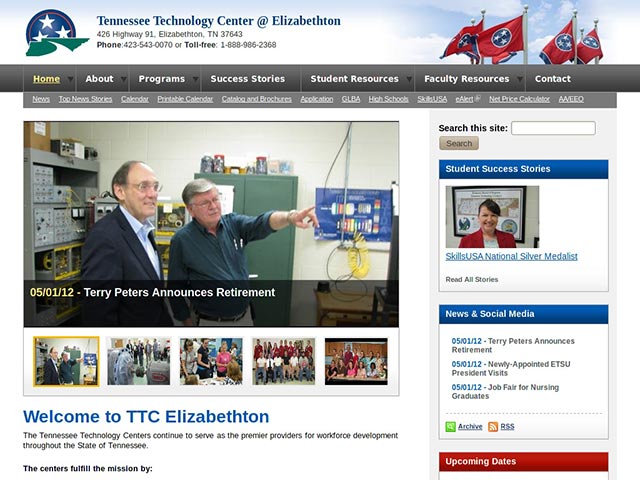 Tennessee Technology Center @ Elizabethton
426 Highway 91, Elizabethton, TN 37643
Phone:423-543-0070 or Toll-free: 1-888-986-2368
Home About Programs Success Stories Student Resources Faculty Resources Contact
News Top News Stories Calendar Printable Calendar Catalog and Brochures Application GLBA High Schools SkillsUSA eAlert Net Price Calculator AA/EEO
Search this site:
Search
05/01/12 - Terry Peters Announces Retirement
Welcome to TTC Elizabethton
The Tennessee Technology Centers continue to serve as the premier providers for workforce development
throughout the State of Tennessee.
The centers fulfill the mission by:
Student Success Stories
SkillsUSA National Silver Medalist
Read All Stories
News & Social Media
05/01/12 - Terry Peters Announces
Retirement
05/01/12 - Newly-Appointed ETSU
President Visits
05/01/12 - Job Fair for Nursing
Graduates
Archive RSS
Upcoming Dates